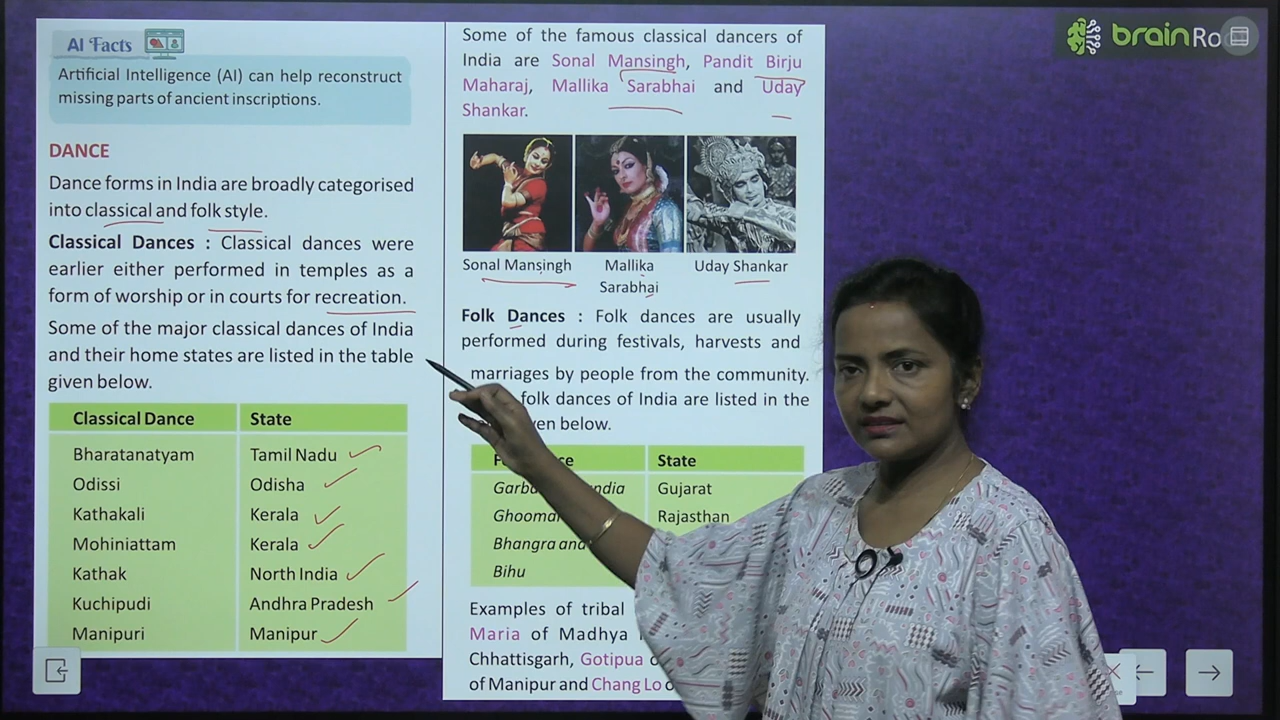 AI Facts
Artificial Intelligence (AI) can help reconstruct
missing parts of ancient inscriptions.
DANCE
Dance forms in India are broadly categorised
into classical and folk style.
Classical Dances : Classical dances were
earlier either performed in temples as a
form of worship or in courts for recreation.
Some of the major classical dances of India
and their home states are listed in the table
given below.
Classical Dance State
Bharatanatyam Tamil Nadu
Odissi Odisha
Kathakali Kerala
Mohiniattam Kerala
Kathak North India
Kuchipudi Andhra Pradesh
Manipuri Manipur
Some of the famous classical dancers of
India are Sonal Mansingh, Pandit Birju
Maharaj, Mallika Sarabhai and Uday
Shankar.
Sonal Mansingh Mallika Uday Shankar
Sarabhai
Folk Dances : Folk dances are usually
performed during festivals, harvests and
marriages by people from the community.
folk dances of India are listed in the
below.
State
Gujarat
Rajasthan
Bhangra and
Bihu
Examples of tribal
Maria of Madhya
Chhattisgarh, Gotipua
of Manipur and Chang Lo
brain